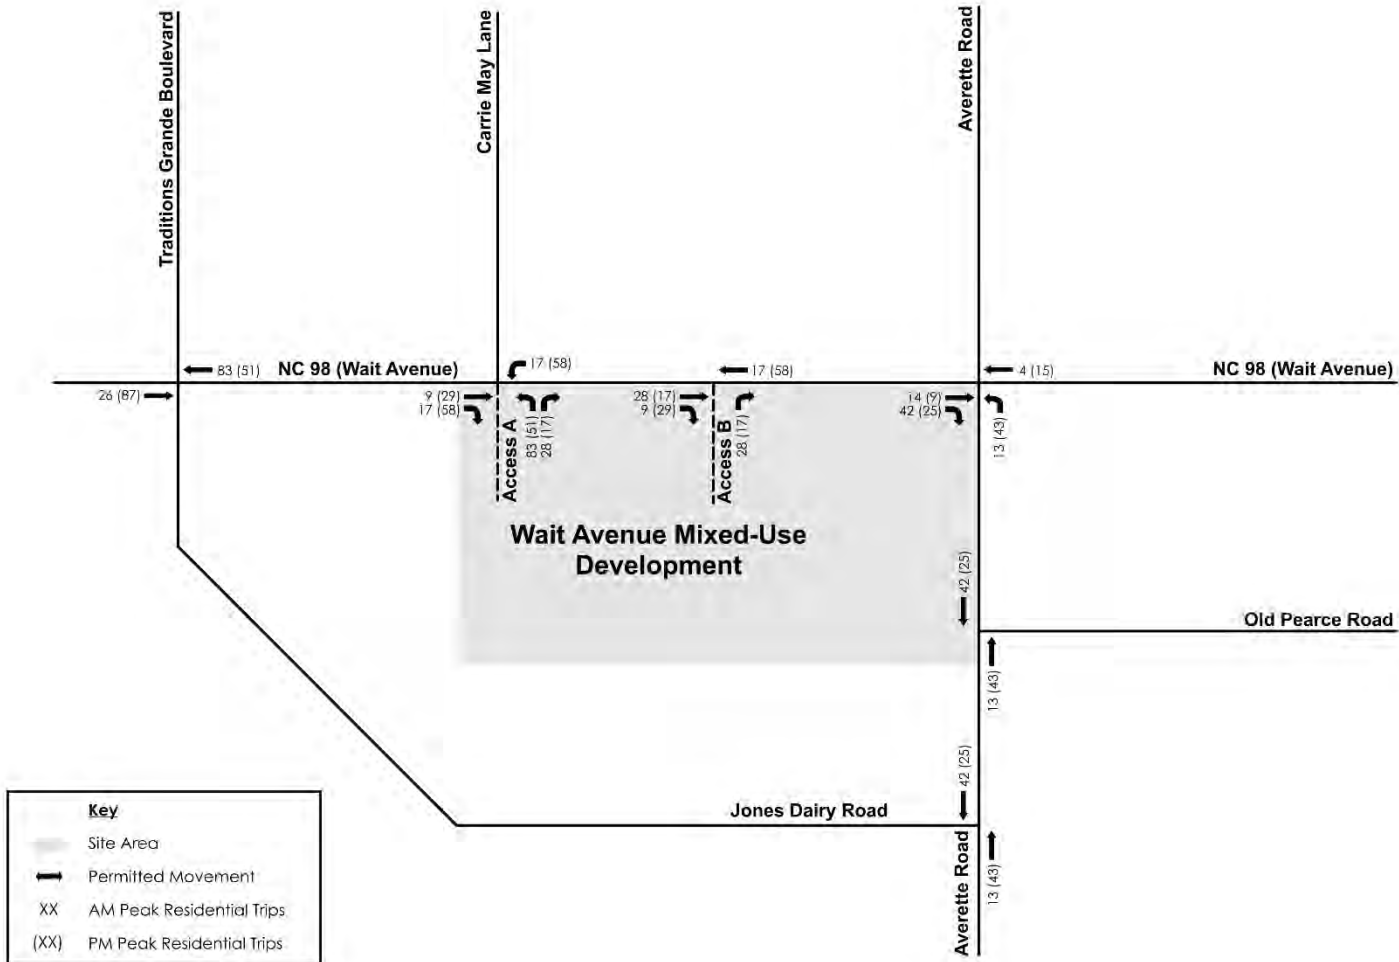 Traditions Grande Boulevard
Carrie May Lane
Averette Road
83 (51)
NC 98 (Wait Avenue)
17 (58)
17 (58)
4 (15)
NC 98 (Wait Avenue)
26 (87)
9 (29)
17 (58)
Access A
83 (51)
28 (17)
28 (17)
9 (29)
Access B
28 (17)
14 (9)
42 (25)
13 (43)
Wait Avenue Mixed-Use
Development
42 (25)
Old Pearce Road
13 (43)
42 (25)
Jones Dairy Road
Averette Road
13 (43)
Key
Site Area
Permitted Movement
XX AM Peak Residential Trips
(XX) PM Peak Residential Trips